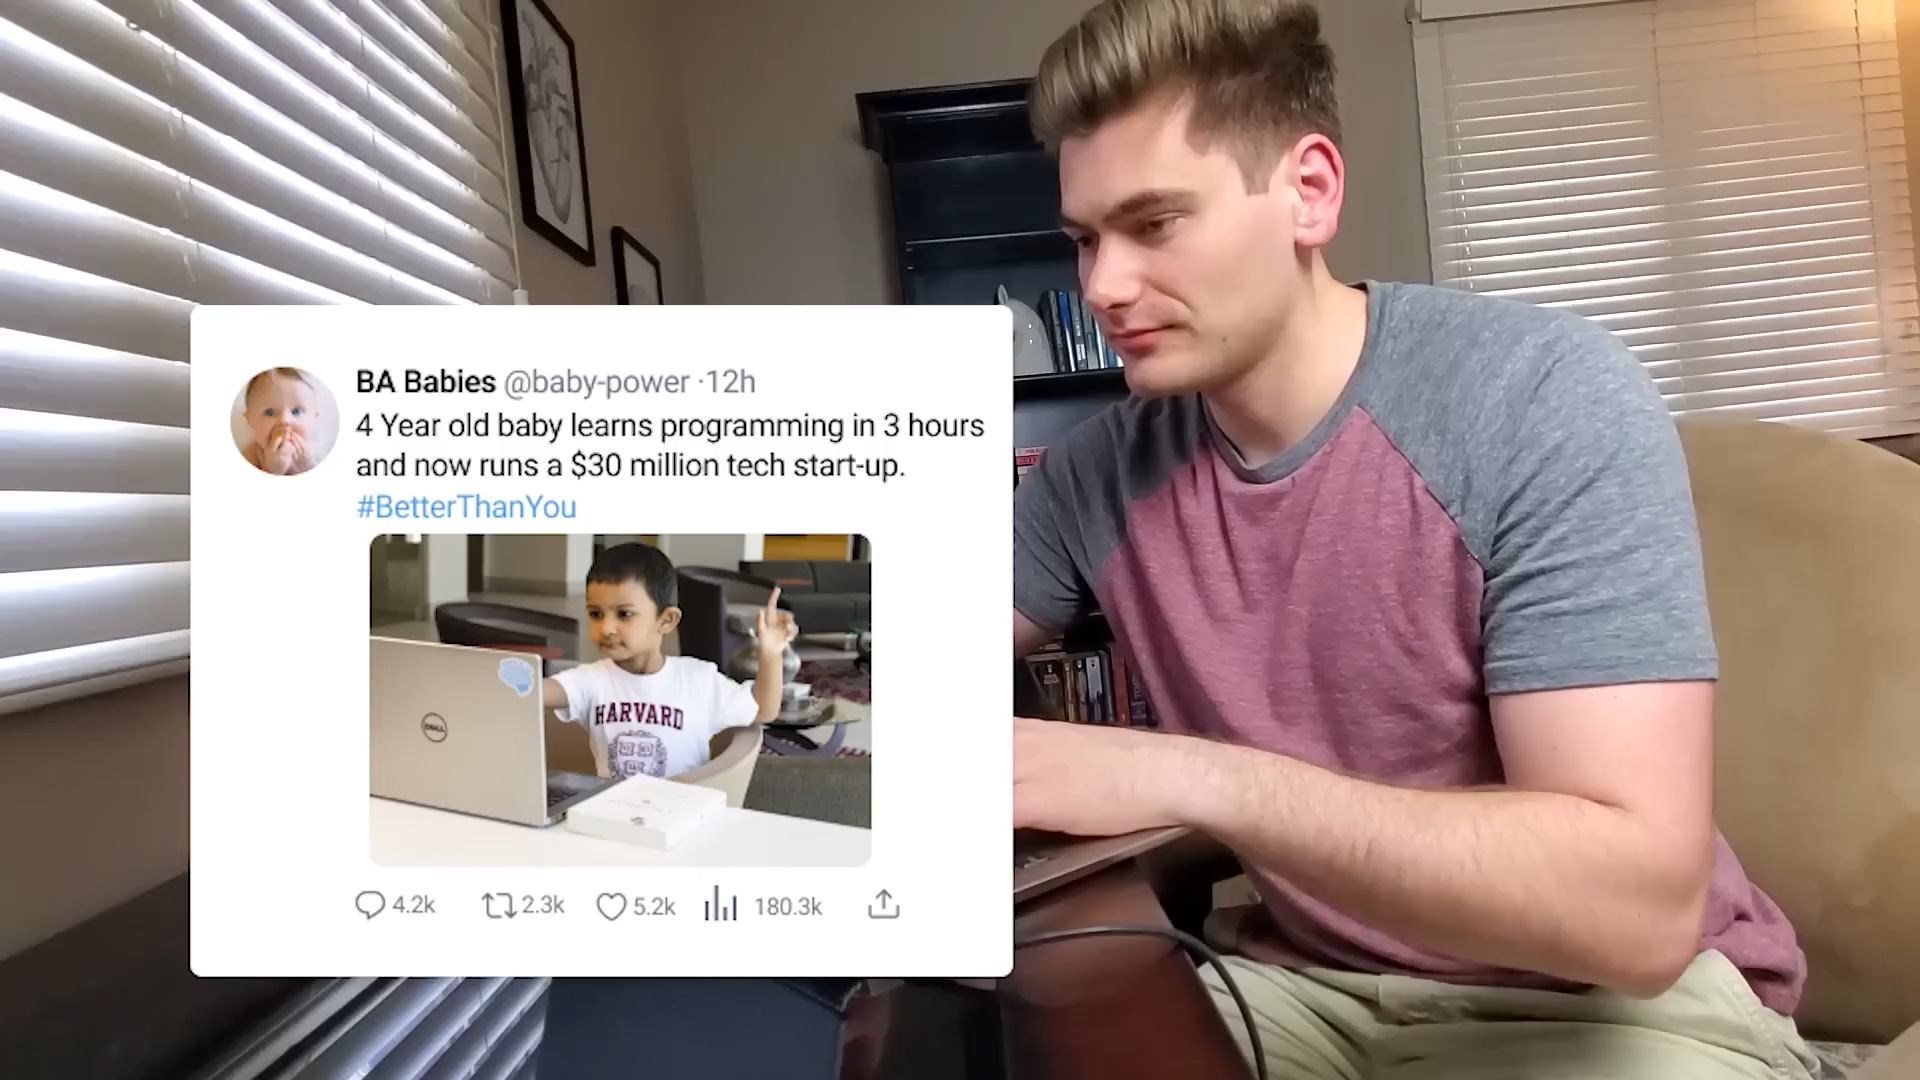 BA Babies @baby-power ·12h
4 Year old baby learns programming in 3 hours
and now runs a $30 million tech start-up.
#BetterThanYou
DELL
HARVARD
4.2k 2.3k 5.2k 180.3k